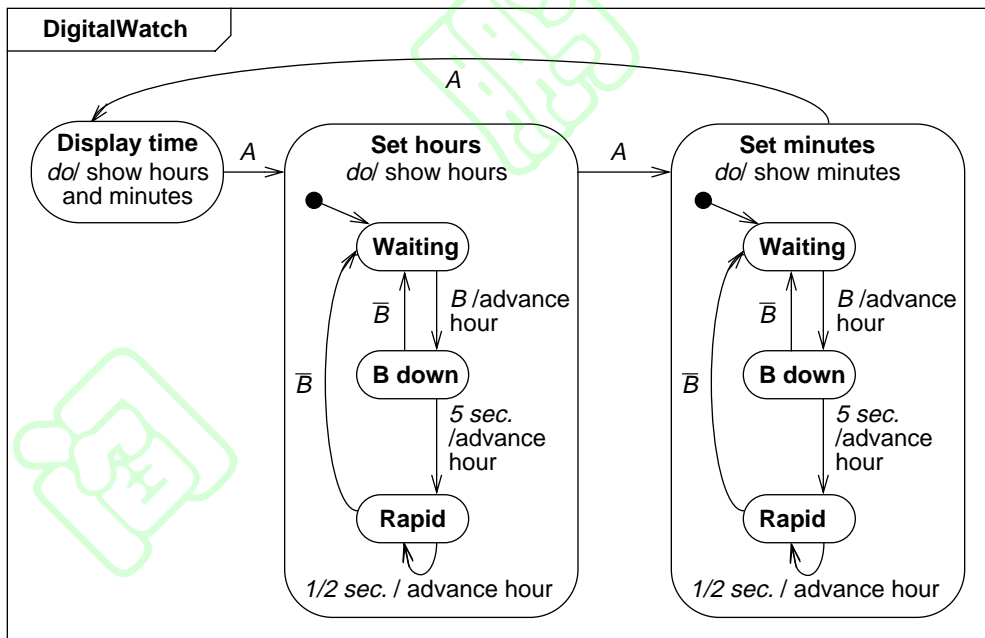 DigitalWatch
A
Display time
do/ show hours
and minutes
A
Set hours
do/ show hours
Waiting
B̅
B /advance
hour
B down
B̅
5 sec.
/advance
hour
Rapid
1/2 sec. / advance hour
A
Set minutes
do/ show minutes
Waiting
B̅
B /advance
hour
B down
B̅
5 sec.
/advance
hour
Rapid
1/2 sec. / advance hour